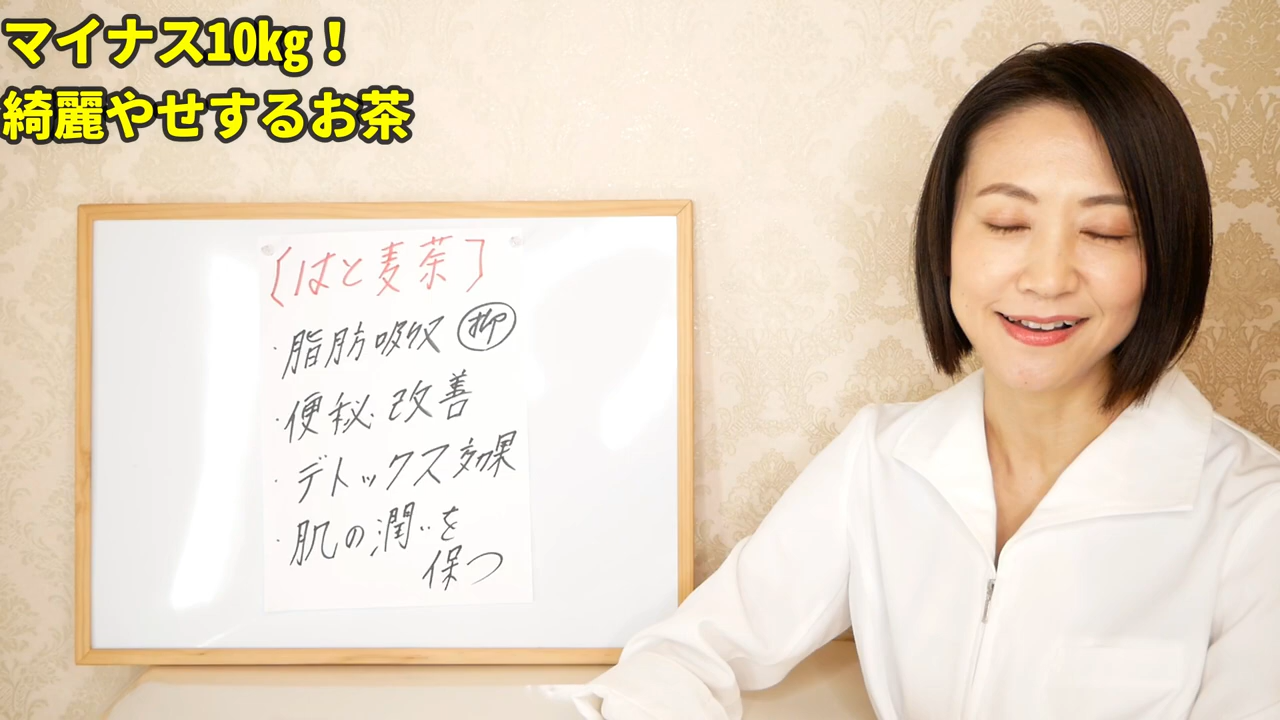 マイナス10kg！
綺麗やせするお茶
〔はと麦茶〕
・脂肪吸収 抑
・便秘改善
・デトックス効果
・肌の潤いを
保つ